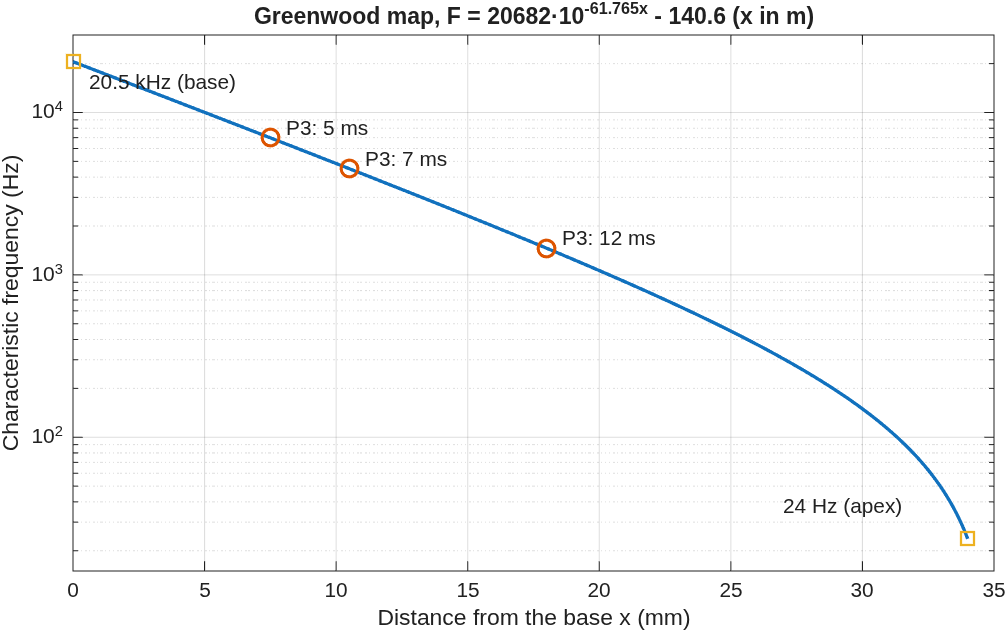 Greenwood map, F = 20682·10^-61.765x - 140.6 (x in m)
20.5 kHz (base)
10^4
P3: 5 ms
P3: 7 ms
P3: 12 ms
10^3
10^2
24 Hz (apex)
Characteristic frequency (Hz)
0 5 10 15 20 25 30 35
Distance from the base x (mm)